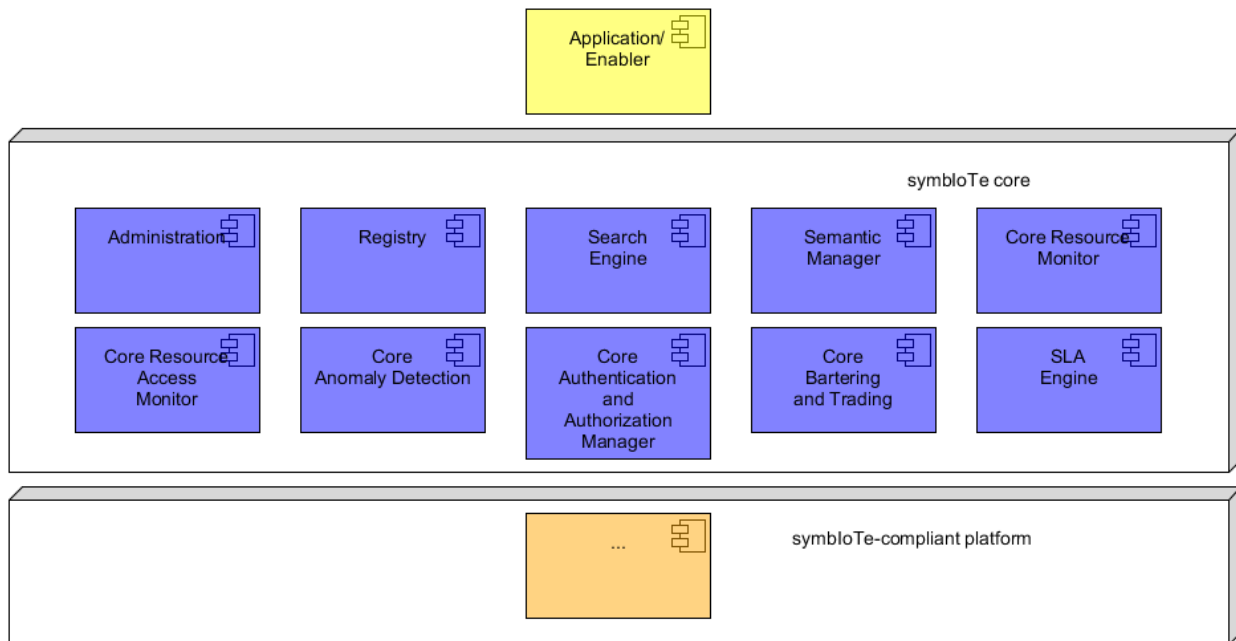 Application/
Enabler
symbIoTe core
Administration
Registry
Search
Engine
Semantic
Manager
Core Resource
Monitor
Core Resource
Access
Monitor
Core
Anomaly Detection
Core
Authentication
and
Authorization
Manager
Core
Bartering
and Trading
SLA
Engine
...
symbIoTe-compliant platform